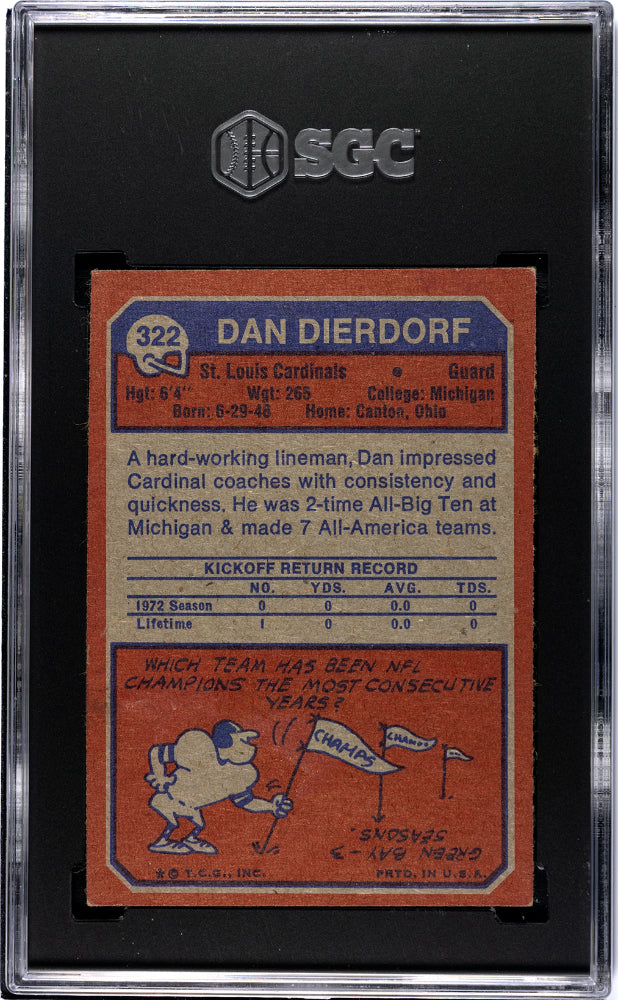 SGC
322 DAN DIERDORF
St. Louis Cardinals • Guard
Hgt: 6'4" Wgt: 265 College: Michigan
Born: 6-29-46 Home: Canton, Ohio
A hard-working lineman, Dan impressed
Cardinal coaches with consistency and
quickness. He was 2-time All-Big Ten at
Michigan & made 7 All-America teams.
KICKOFF RETURN RECORD
NO. YDS. AVG. TDS.
1972 Season 0 0 0.0 0
Lifetime 1 0 0.0 0
WHICH TEAM HAS BEEN NFL
CHAMPIONS THE MOST CONSECUTIVE
YEARS?
CHAMPS
CHAMPS
GREEN BAY – 3
SEASONS.
* © T.C.G., INC. PRTD. IN U.S.A.